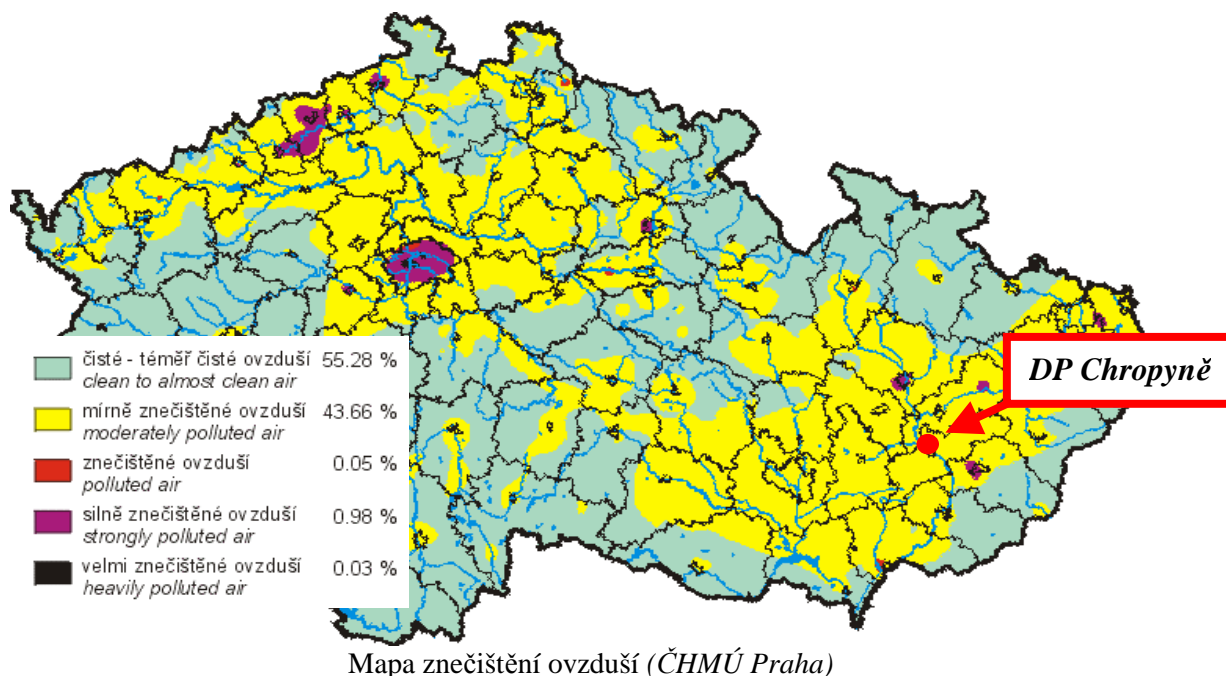 DP Chropyně
čisté - téměř čisté ovzduší 55.28 %
clean to almost clean air
mírně znečištěné ovzduší 43.66 %
moderately polluted air
znečištěné ovzduší 0.05 %
polluted air
silně znečištěné ovzduší 0.98 %
strongly polluted air
velmi znečištěné ovzduší 0.03 %
heavily polluted air
Mapa znečištění ovzduší (ČHMÚ Praha)